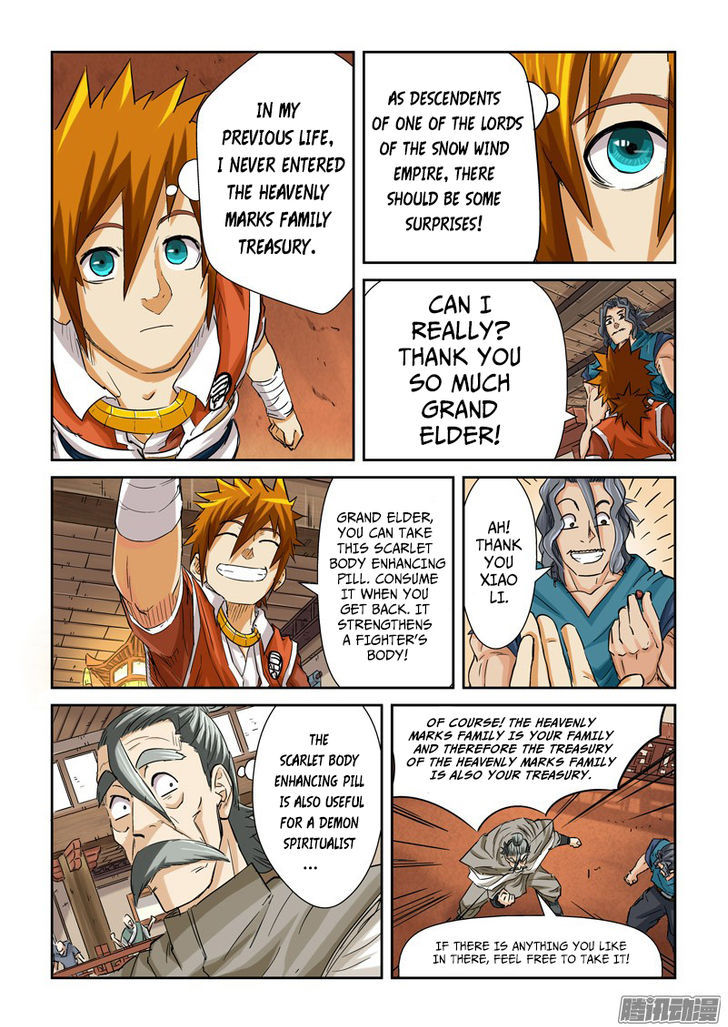 IN MY
PREVIOUS LIFE,
I NEVER ENTERED
THE HEAVENLY
MARKS FAMILY
TREASURY.
AS DESCENDENTS
OF ONE OF THE LORDS
OF THE SNOW WIND
EMPIRE, THERE
SHOULD BE SOME
SURPRISES!
CAN I
REALLY?
THANK YOU
SO MUCH
GRAND
ELDER!
GRAND ELDER,
YOU CAN TAKE
THIS SCARLET
BODY ENHANCING
PILL. CONSUME
IT WHEN YOU
GET BACK. IT
STRENGTHENS
A FIGHTER'S
BODY!
AH!
THANK
YOU
XIAO
LI.
THE
SCARLET BODY
ENHANCING PILL
IS ALSO USEFUL
FOR A DEMON
SPIRITUALIST
...
OF COURSE! THE HEAVENLY
MARKS FAMILY IS YOUR FAMILY
AND THEREFORE THE TREASURY
OF THE HEAVENLY MARKS FAMILY
IS ALSO YOUR TREASURY.
IF THERE IS ANYTHING YOU LIKE
IN THERE, FEEL FREE TO TAKE IT!
腾讯动漫